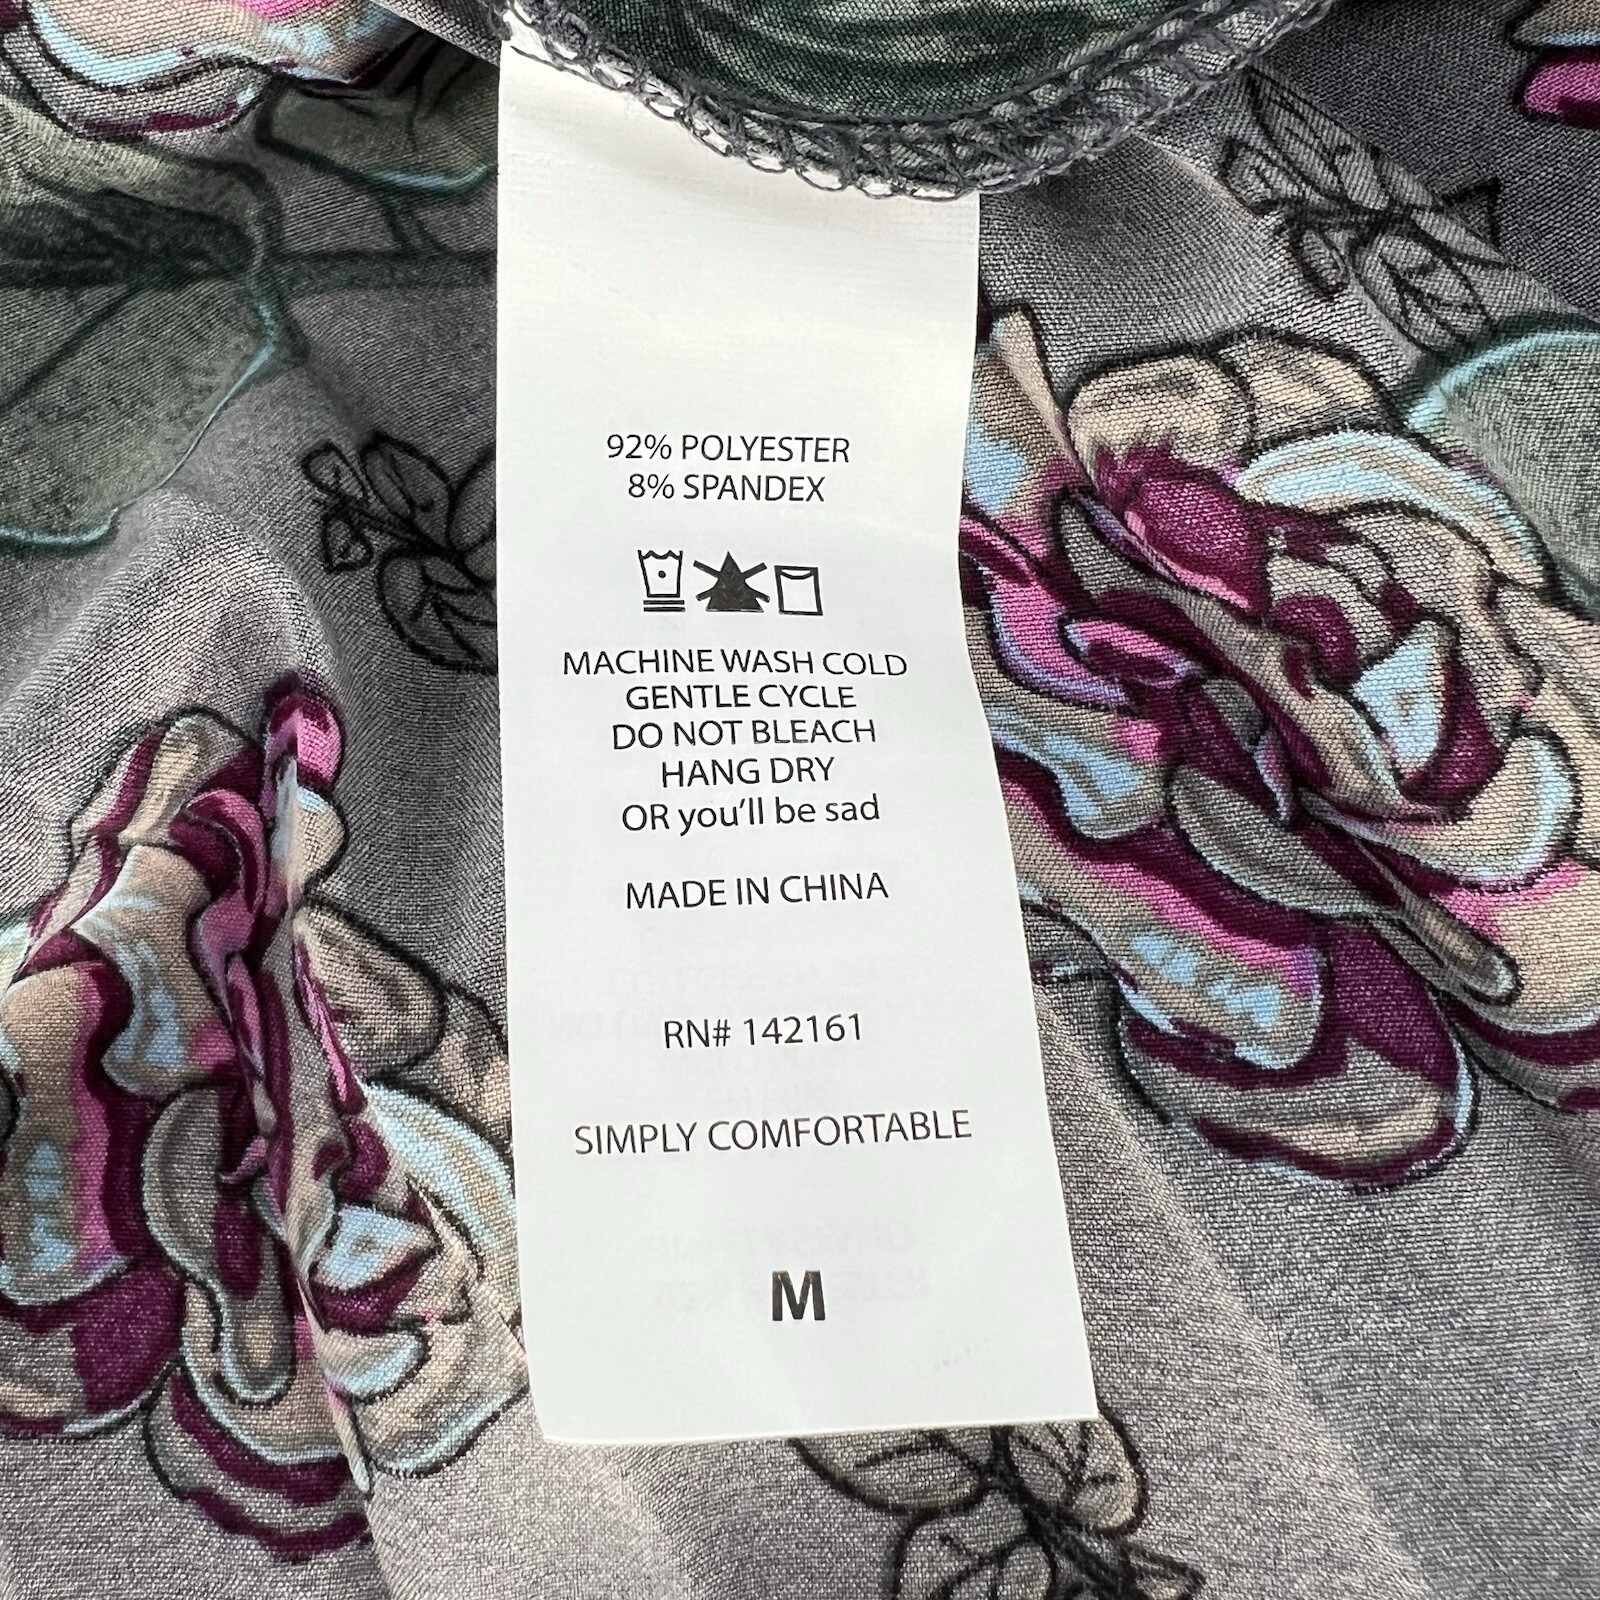 92% POLYESTER
8% SPANDEX
MACHINE WASH COLD
GENTLE CYCLE
DO NOT BLEACH
HANG DRY
OR you'll be sad
MADE IN CHINA
RN# 142161
SIMPLY COMFORTABLE
M